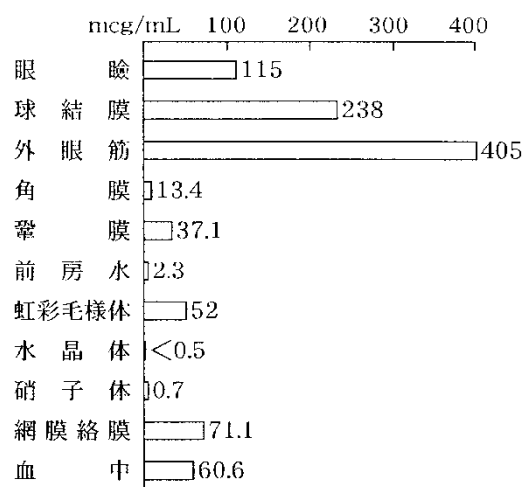 mcg/mL 100 200 300 400
眼瞼 115
球結膜 238
外眼筋 405
角膜 13.4
鞏膜 37.1
前房水 2.3
虹彩毛様体 52
水晶体 <0.5
硝子体 0.7
網膜絡膜 71.1
血中 60.6